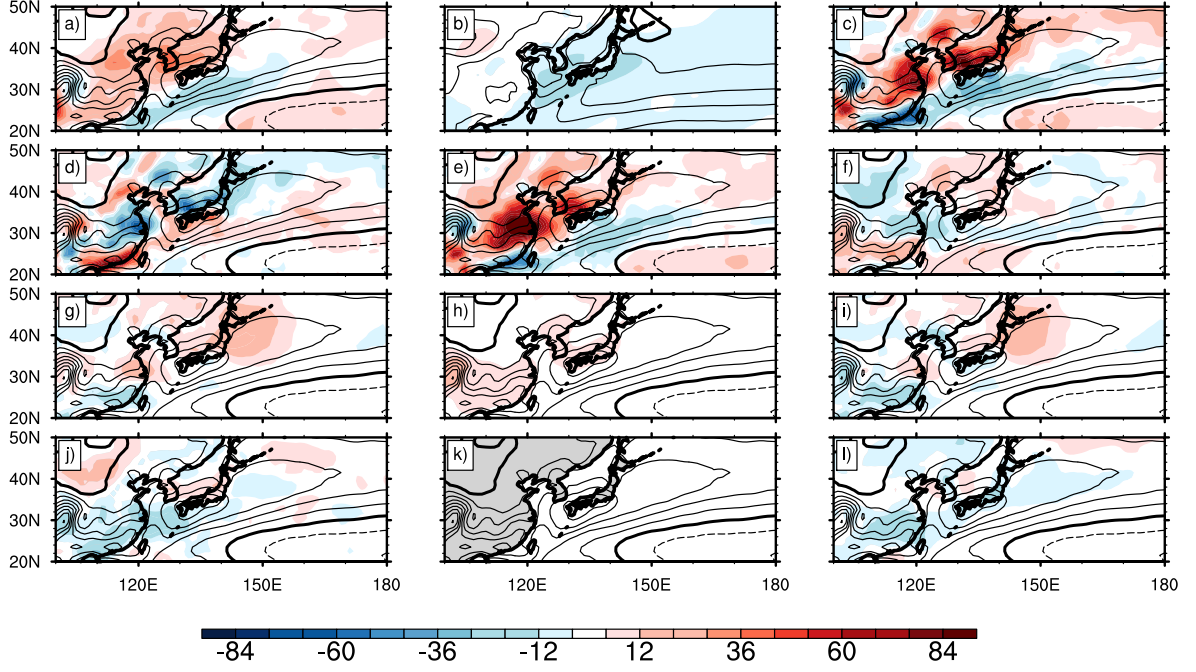 50N a) b) c)
40N
30N
20N
50N d) e) f)
40N
30N
20N
50N g) h) i)
40N
30N
20N
50N j) k) l)
40N
30N
20N
120E 150E 180 120E 150E 180 120E 150E 180
-84 -60 -36 -12 12 36 60 84